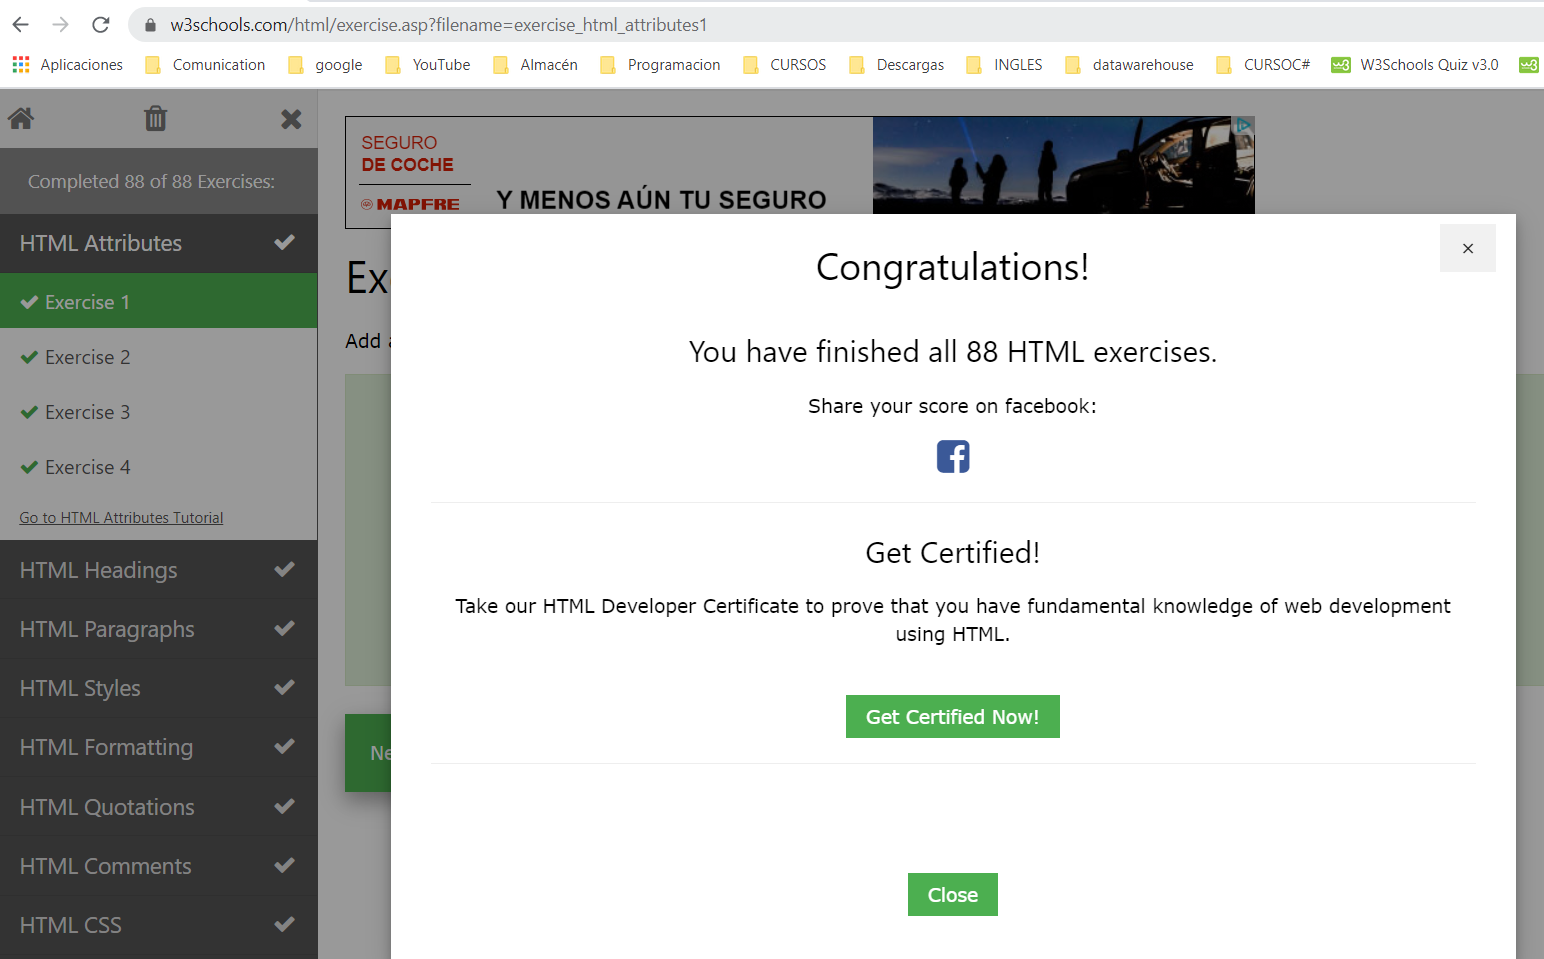 w3schools.com/html/exercise.asp?filename=exercise_html_attributes1
Aplicaciones Comunication google YouTube Almacén Programacion CURSOS Descargas INGLES datawarehouse CURSOC# W3Schools Quiz v3.0
Completed 88 of 88 Exercises:
HTML Attributes
Exercise 1
Exercise 2
Exercise 3
Exercise 4
Go to HTML Attributes Tutorial
HTML Headings
HTML Paragraphs
HTML Styles
HTML Formatting
HTML Quotations
HTML Comments
HTML CSS
SEGURO
DE COCHE
MAPFRE
Y MENOS AÚN TU SEGURO
Ex
Add a
Ne
×
Congratulations!
You have finished all 88 HTML exercises.
Share your score on facebook:
Get Certified!
Take our HTML Developer Certificate to prove that you have fundamental knowledge of web development
using HTML.
Get Certified Now!
Close